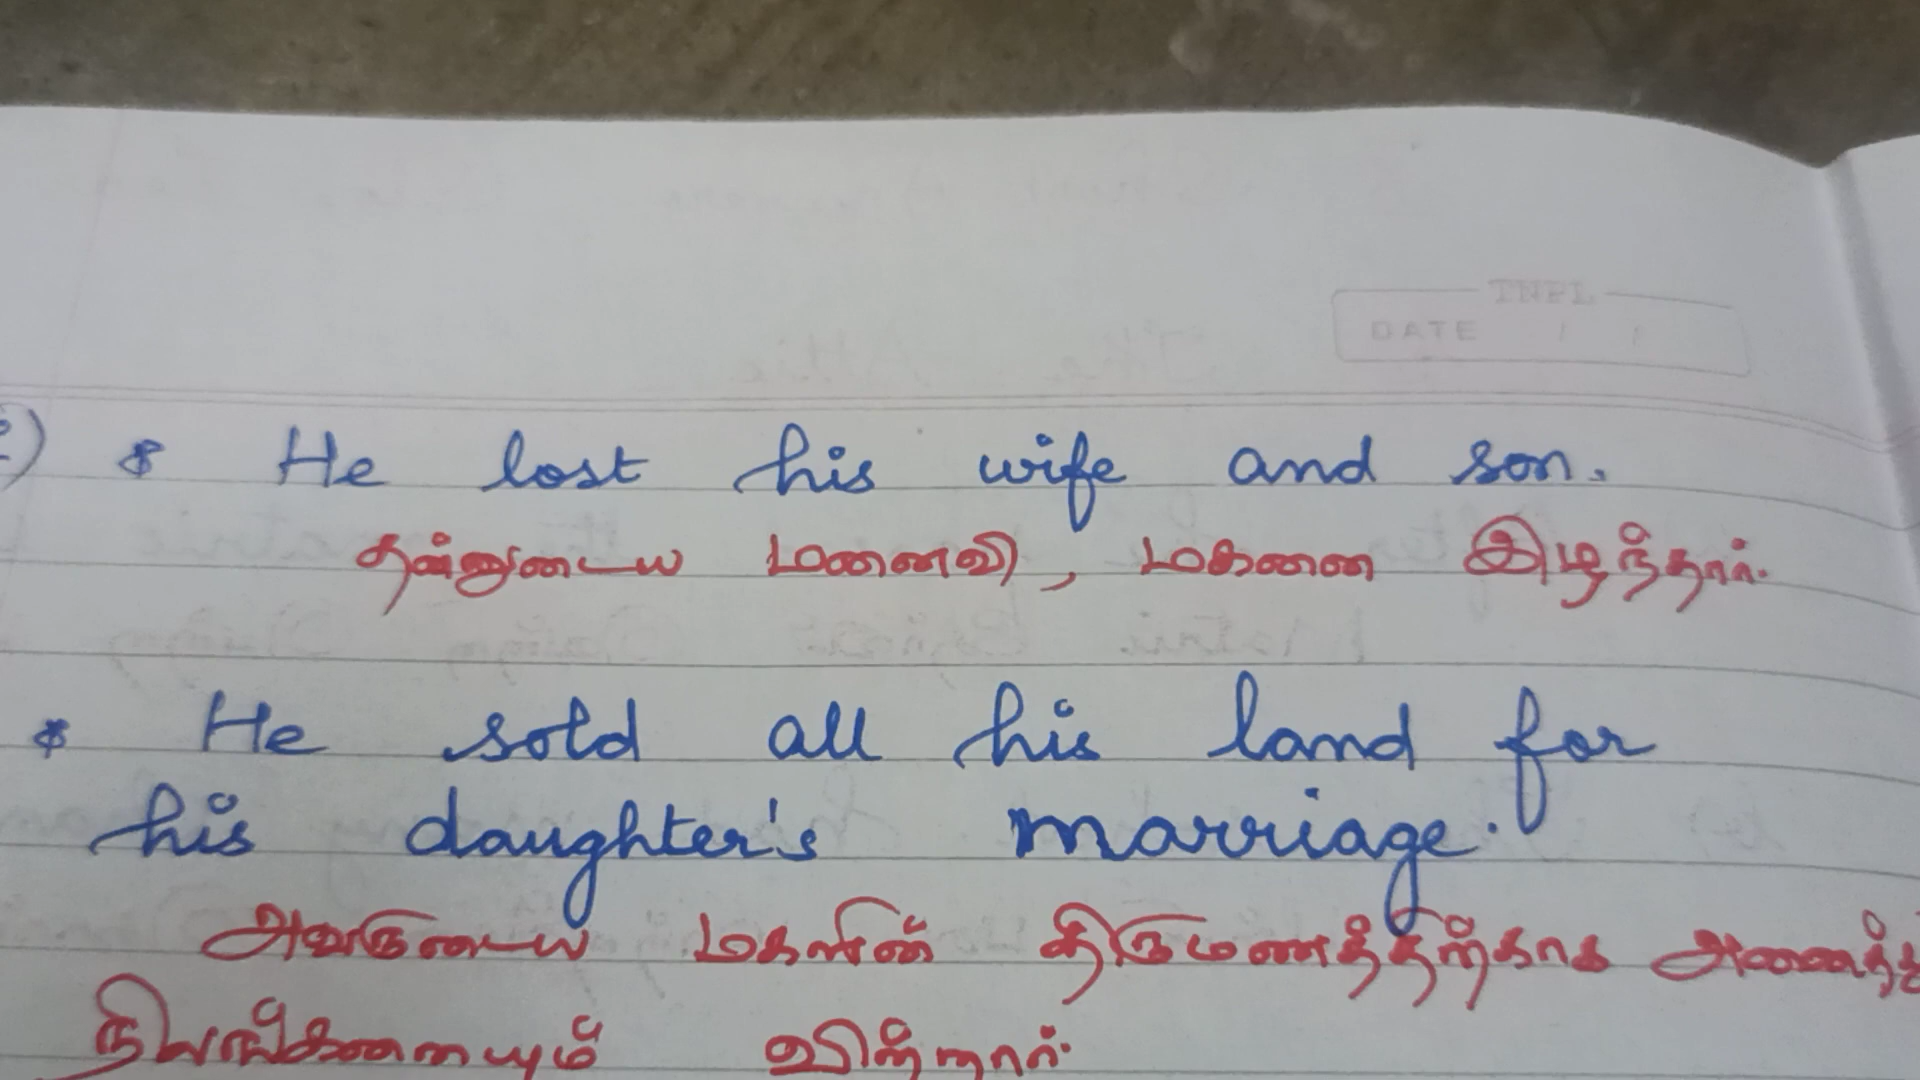 TNPL
DATE / /
* He lost his wife and son.
தன்னுடைய மனைவி, மகனை இழந்தார்.
* He sold all his land for
his daughter's marriage.
அவருடைய மகளின் திருமணத்திற்காக
நிலங்களையும் விற்றார்.